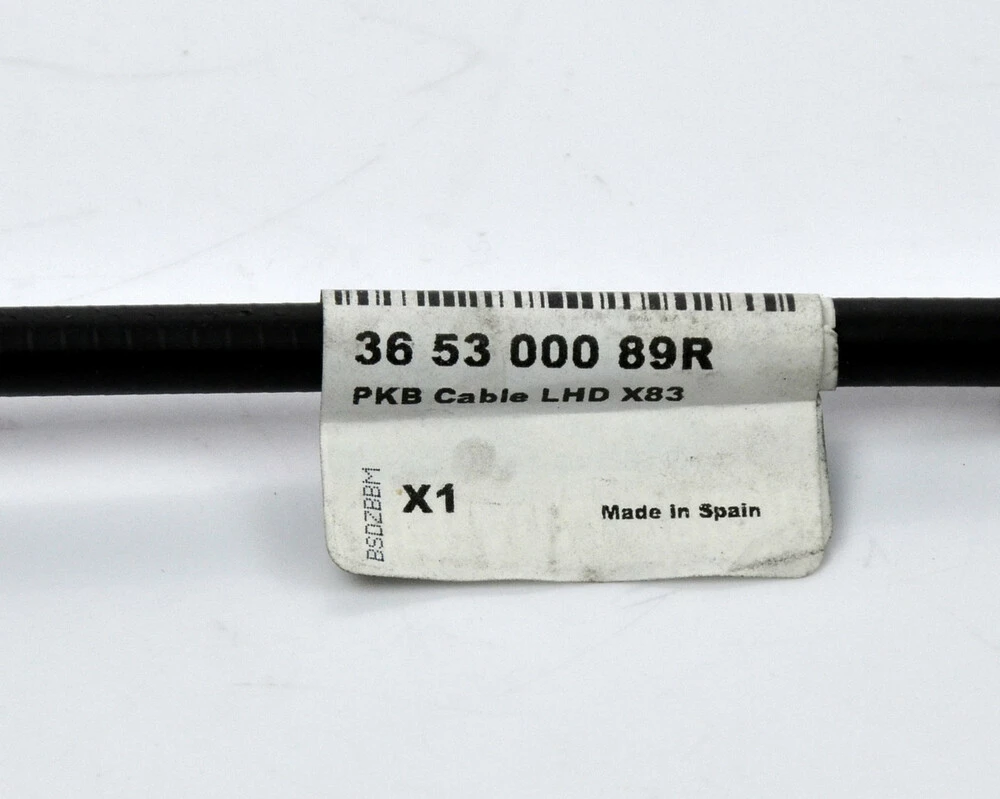 36 53 000 89R
PKB Cable LHD X83
BSDZBBM
X1
Made in Spain